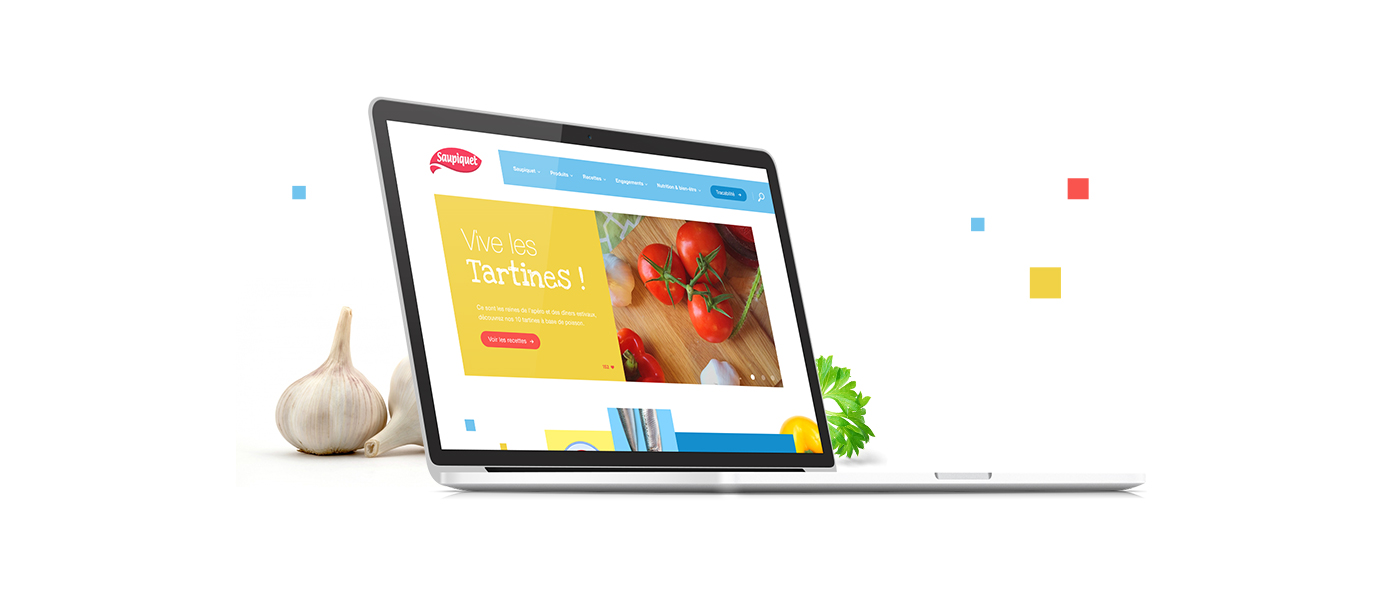 Saupiquet
Saupiquet
Produits
Recettes
Engagements
Nutrition & bien-être
Traçabilité
Vive les
Tartines !
Ce sont les reines de l'apéro et des dîners estivaux,
découvrez nos 10 tartines à base de poisson.
Voir les recettes